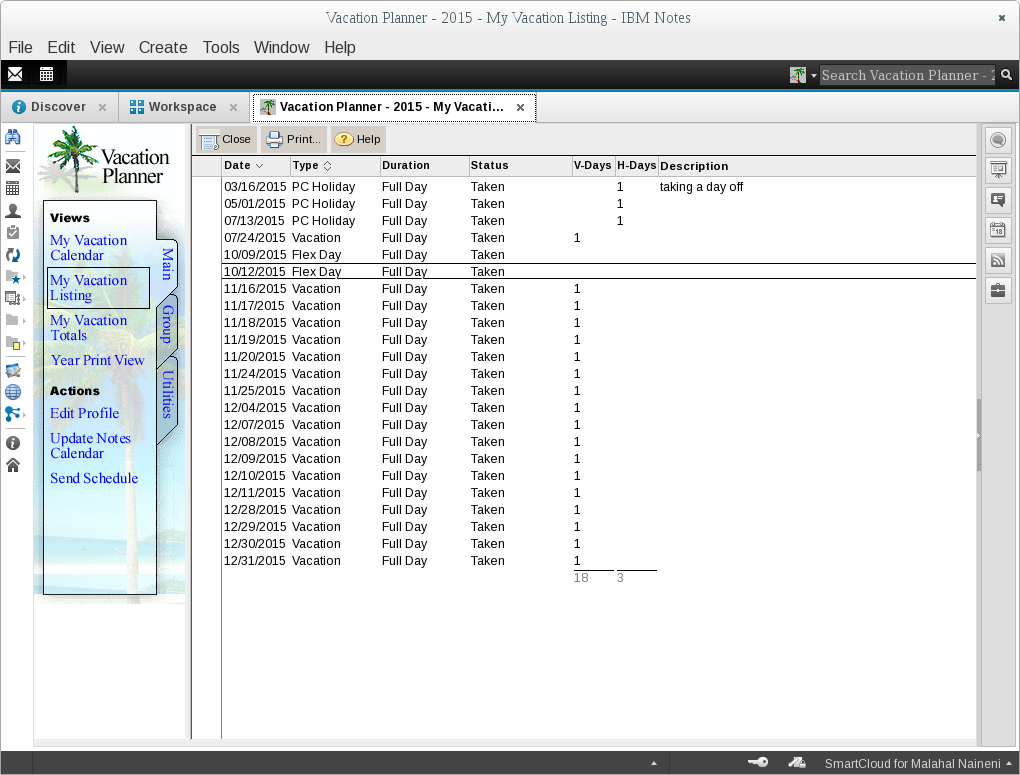 Vacation Planner - 2015 - My Vacation Listing - IBM Notes
File Edit View Create Tools Window Help
Search Vacation Planner - 2
Discover Workspace Vacation Planner - 2015 - My Vacati...
Vacation
Planner
Views
My Vacation
Calendar
My Vacation
Listing
My Vacation
Totals
Year Print View
Actions
Edit Profile
Update Notes
Calendar
Send Schedule
Main
Group
Utilities
Close Print... Help
Date Type Duration Status V-Days H-Days Description
03/16/2015 PC Holiday Full Day Taken 1 taking a day off
05/01/2015 PC Holiday Full Day Taken 1
07/13/2015 PC Holiday Full Day Taken 1
07/24/2015 Vacation Full Day Taken 1
10/09/2015 Flex Day Full Day Taken
10/12/2015 Flex Day Full Day Taken
11/16/2015 Vacation Full Day Taken 1
11/17/2015 Vacation Full Day Taken 1
11/18/2015 Vacation Full Day Taken 1
11/19/2015 Vacation Full Day Taken 1
11/20/2015 Vacation Full Day Taken 1
11/24/2015 Vacation Full Day Taken 1
11/25/2015 Vacation Full Day Taken 1
12/04/2015 Vacation Full Day Taken 1
12/07/2015 Vacation Full Day Taken 1
12/08/2015 Vacation Full Day Taken 1
12/09/2015 Vacation Full Day Taken 1
12/10/2015 Vacation Full Day Taken 1
12/11/2015 Vacation Full Day Taken 1
12/28/2015 Vacation Full Day Taken 1
12/29/2015 Vacation Full Day Taken 1
12/30/2015 Vacation Full Day Taken 1
12/31/2015 Vacation Full Day Taken 1
18 3
18
SmartCloud for Malahal Naineni